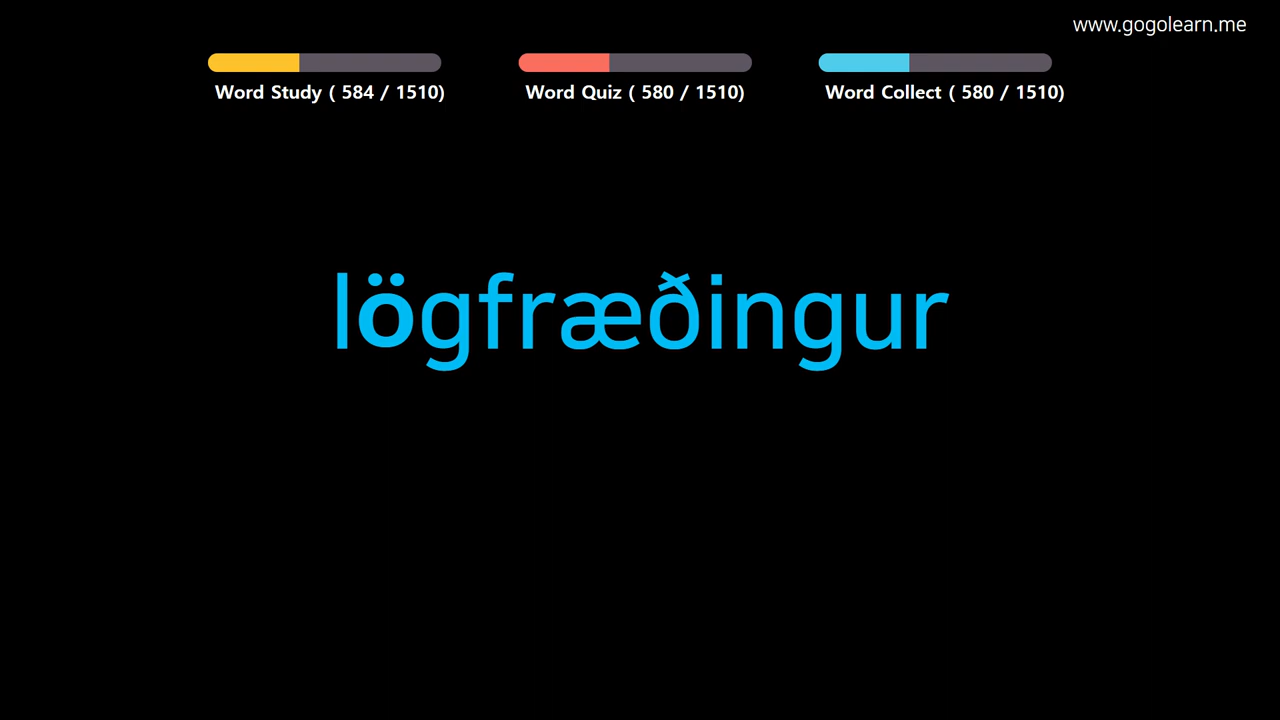 www.gogolearn.me
Word Study ( 584 / 1510)
Word Quiz ( 580 / 1510)
Word Collect ( 580 / 1510)
lögfræðingur